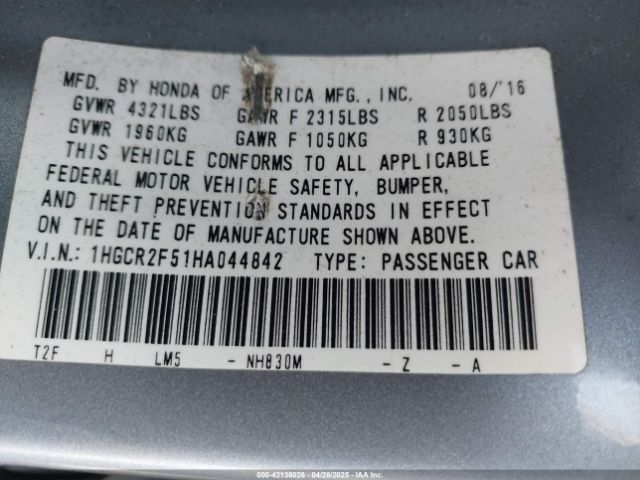 MFD. BY HONDA OF AMERICA MFG., INC. 08/'16
GVWR 4321LBS GAWR F 2315LBS R 2050LBS
GVWR 1960KG GAWR F 1050KG R 930KG
THIS VEHICLE CONFORMS TO ALL APPLICABLE
FEDERAL MOTOR VEHICLE SAFETY, BUMPER,
AND THEFT PREVENTION STANDARDS IN EFFECT
ON THE DATE OF MANUFACTURE SHOWN ABOVE.
V.I.N.: 1HGCR2F51HA044842 TYPE: PASSENGER CAR
T2F H LM5 - NH830M - Z - A
000-42136026 - 04/28/2025 - IAAI.COM